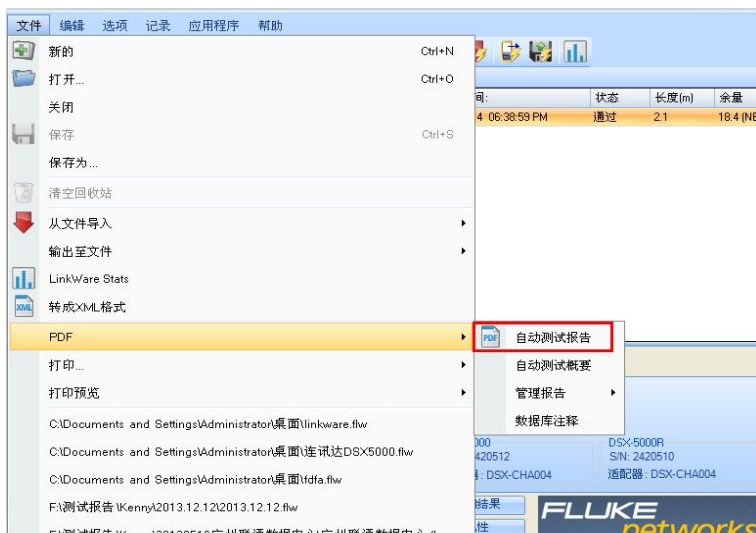 文件 编辑 选项 记录 应用程序 帮助
新的 Ctrl+N
打开... Ctrl+O
关闭
保存 Ctrl+S
保存为...
清空回收站
从文件导入
输出至文件
LinkWare Stats
XML 转成XML格式
PDF
打印...
打印预览
C:\Documents and Settings\Administrator\桌面\linkware.flw
C:\Documents and Settings\Administrator\桌面\连讯达DSX5000.flw
C:\Documents and Settings\Administrator\桌面\fdfa.flw
F:\测试报告\Kenny\2013.12.12\2013.12.12.flw
间: 状态 长度(m) 余量
4 06:38:59 PM 通过 2.1 18.4 (NE
PDF 自动测试报告
自动测试概要
管理报告
数据库注释
000 DSX-5000R
420512 S/N: 2420510
: DSX-CHA004 适配器: DSX-CHA004
结果
性
FLUKE
networks